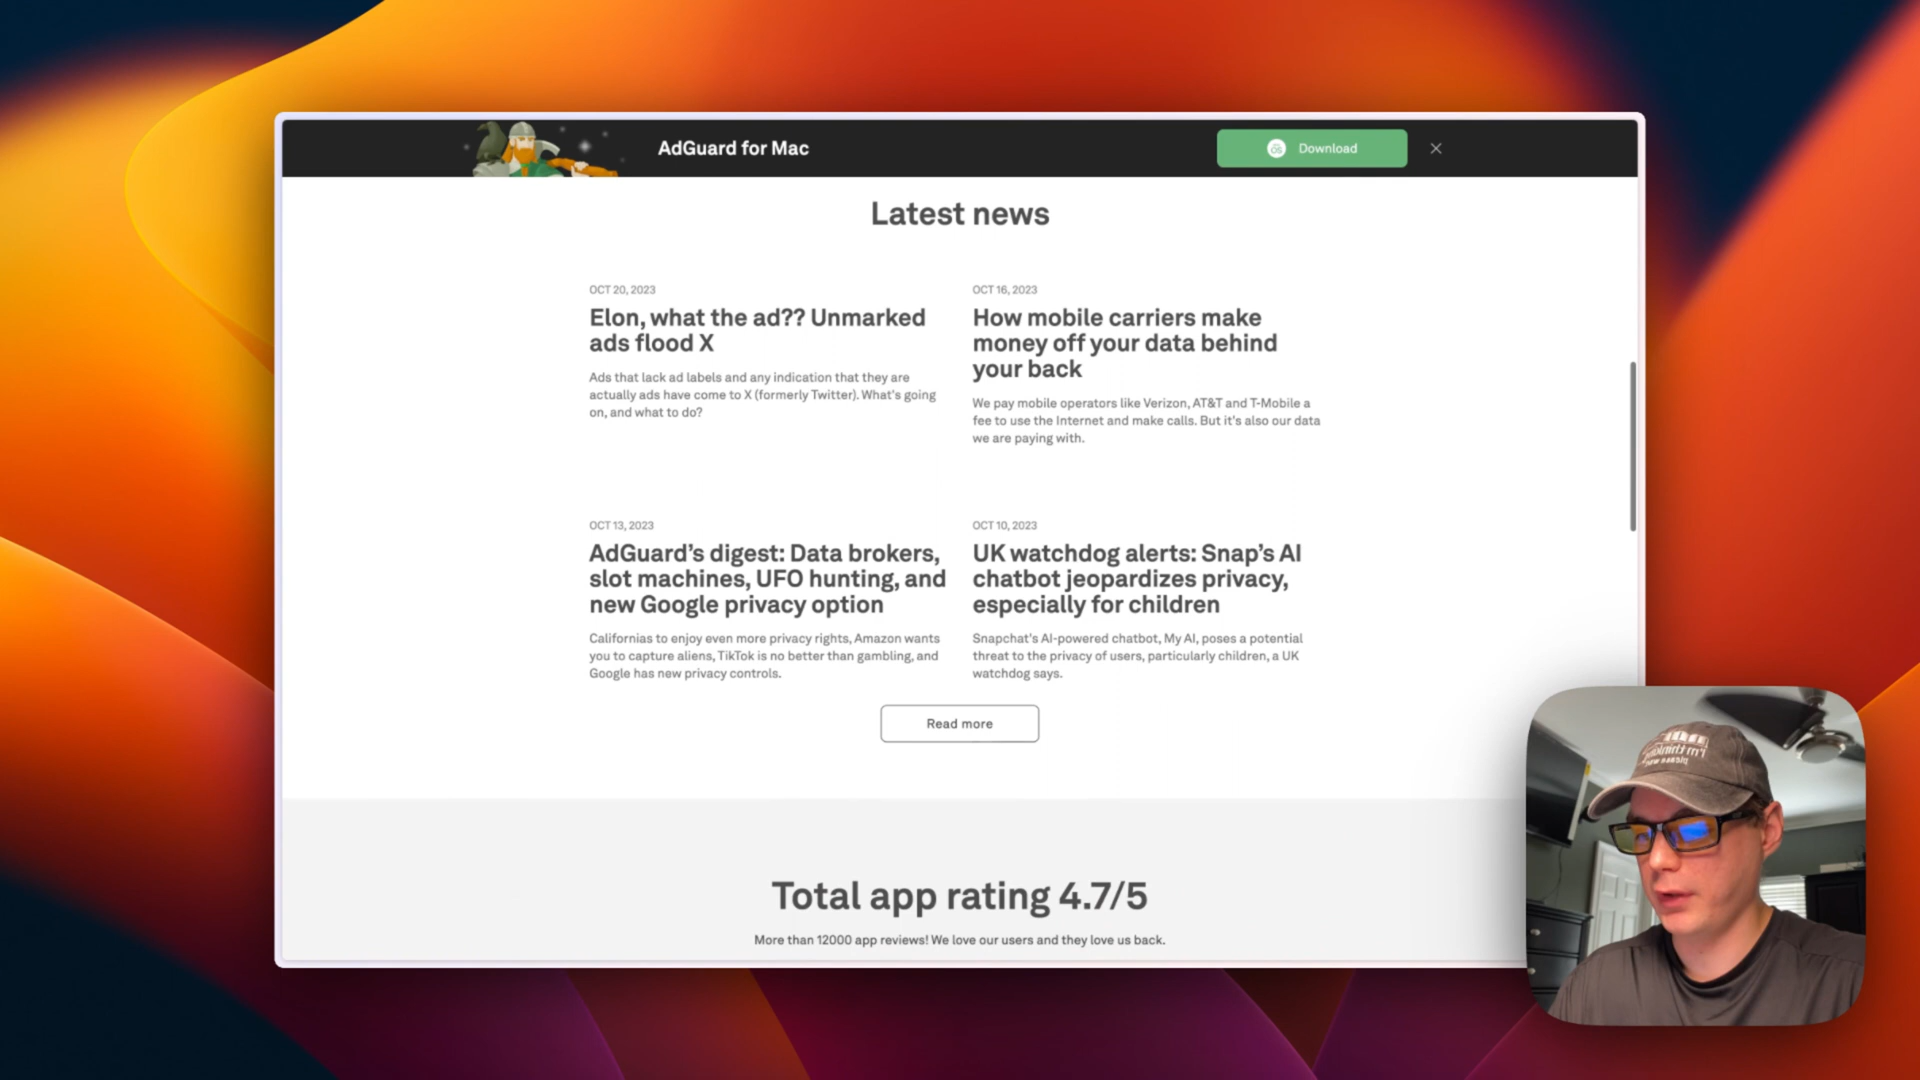 AdGuard for Mac
Download
Latest news
OCT 20, 2023
Elon, what the ad?? Unmarked
ads flood X
Ads that lack ad labels and any indication that they are
actually ads have come to X (formerly Twitter). What's going
on, and what to do?
OCT 16, 2023
How mobile carriers make
money off your data behind
your back
We pay mobile operators like Verizon, AT&T and T-Mobile a
fee to use the Internet and make calls. But it's also our data
we are paying with.
OCT 13, 2023
AdGuard’s digest: Data brokers,
slot machines, UFO hunting, and
new Google privacy option
Californias to enjoy even more privacy rights, Amazon wants
you to capture aliens, TikTok is no better than gambling, and
Google has new privacy controls.
OCT 10, 2023
UK watchdog alerts: Snap’s AI
chatbot jeopardizes privacy,
especially for children
Snapchat's AI-powered chatbot, My AI, poses a potential
threat to the privacy of users, particularly children, a UK
watchdog says.
Read more
Total app rating 4.7/5
More than 12000 app reviews! We love our users and they love us back.
I'm thinking
please wait